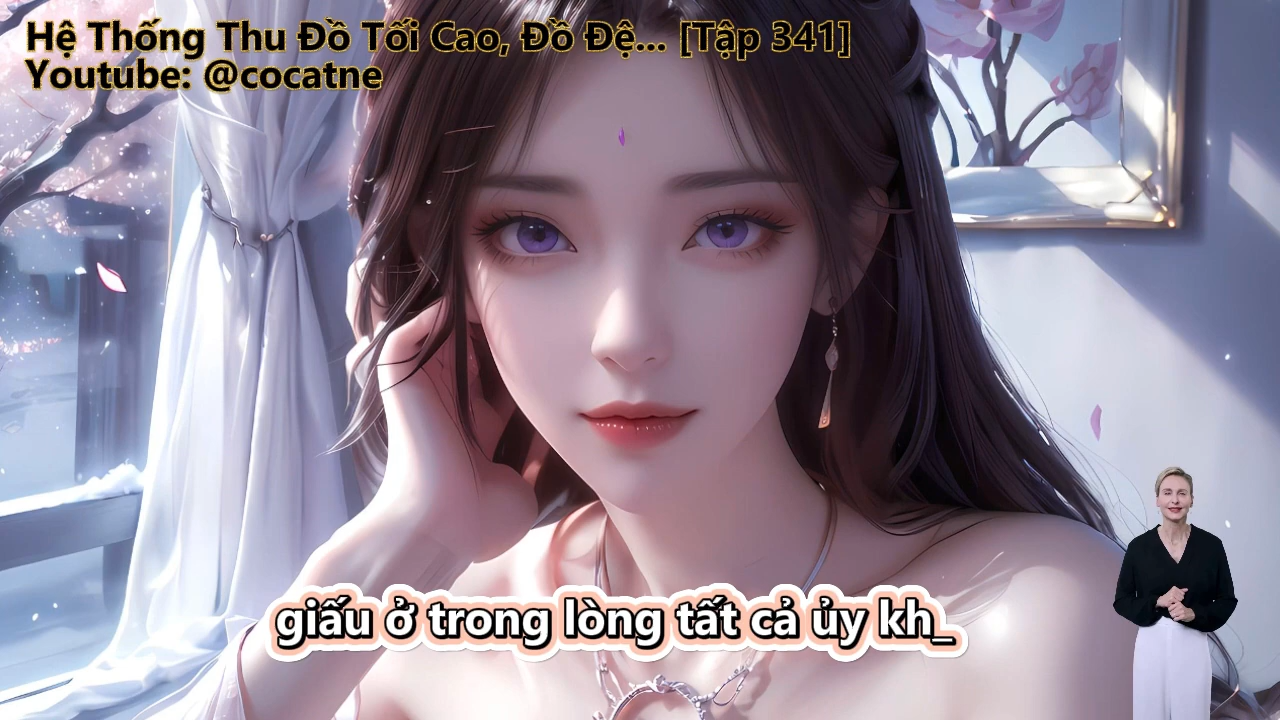 Hệ Thống Thu Đồ Tối Cao, Đồ Đệ... [Tập 341]
Youtube: @cocatne
giấu ở trong lòng tất cả ủy kh_